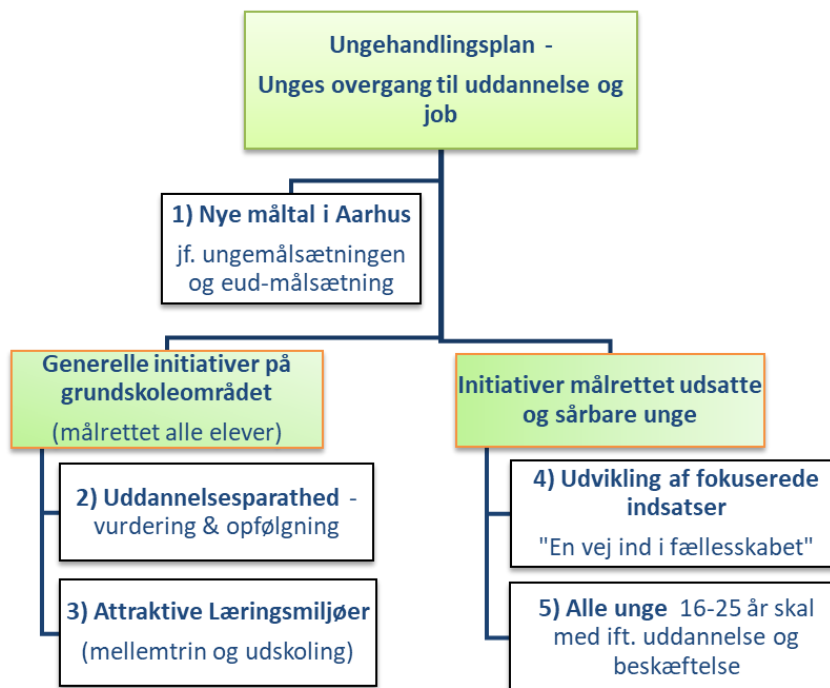 Ungehandlingsplan -
Unges overgang til uddannelse og
job
1) Nye måltal i Aarhus
jf. ungemålsætningen
og eud-målsætning
Generelle initiativer på
grundskoleområdet
(målrettet alle elever)
2) Uddannelsesparathed -
vurdering & opfølgning
3) Attraktive Læringsmiljøer
(mellemtrin og udskoling)
Initiativer målrettet udsatte
og sårbare unge
4) Udvikling af fokuserede
indsatser
"En vej ind i fællesskabet"
5) Alle unge 16-25 år skal
med ift. uddannelse og
beskæftelse